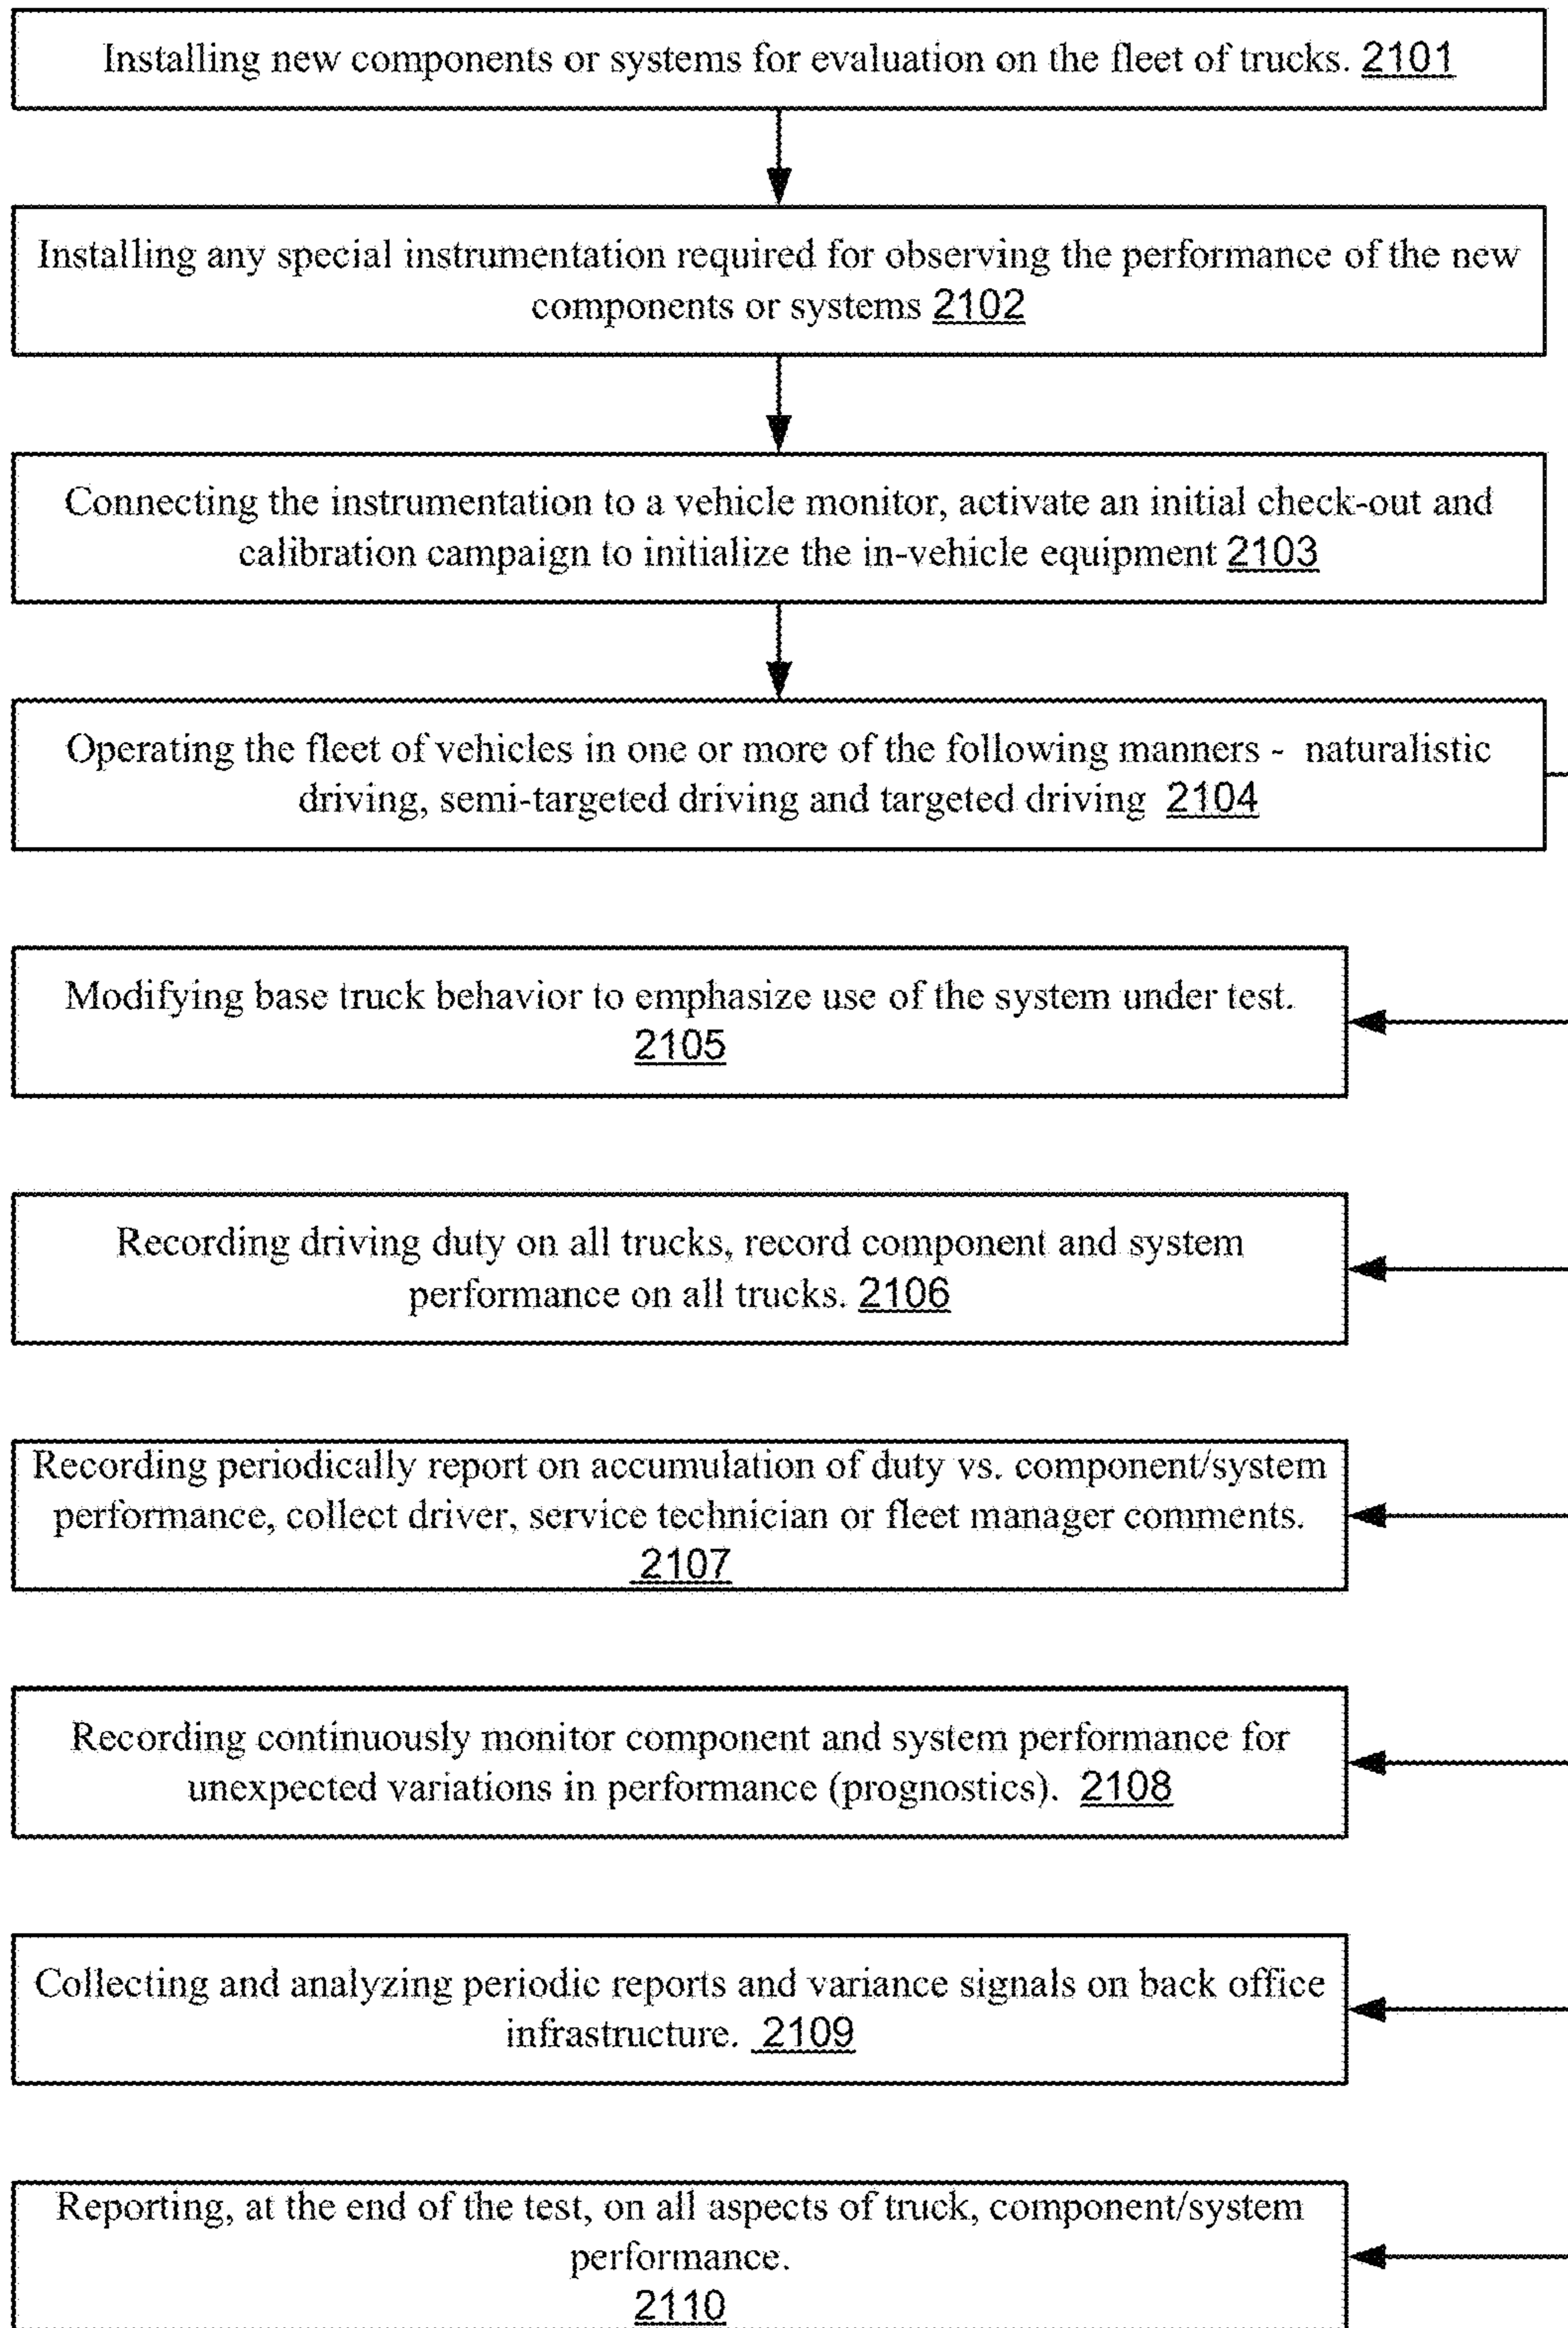 Installing new components or systems for evaluation on the fleet of trucks. 2101
Installing any special instrumentation required for observing the performance of the new
components or systems 2102
Connecting the instrumentation to a vehicle monitor, activate an initial check-out and
calibration campaign to initialize the in-vehicle equipment 2103
Operating the fleet of vehicles in one or more of the following manners - naturalistic
driving, semi-targeted driving and targeted driving 2104
Modifying base truck behavior to emphasize use of the system under test.
2105
Recording driving duty on all trucks, record component and system
performance on all trucks. 2106
Recording periodically report on accumulation of duty vs. component/system
performance, collect driver, service technician or fleet manager comments.
2107
Recording continuously monitor component and system performance for
unexpected variations in performance (prognostics). 2108
Collecting and analyzing periodic reports and variance signals on back office
infrastructure. 2109
Reporting, at the end of the test, on all aspects of truck, component/system
performance.
2110